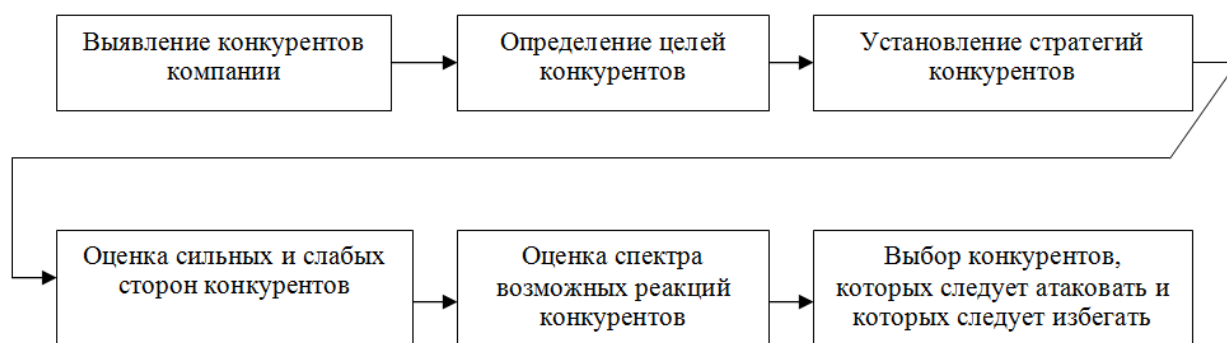 Выявление конкурентов
компании
Определение целей
конкурентов
Установление стратегий
конкурентов
Оценка сильных и слабых
сторон конкурентов
Оценка спектра
возможных реакций
конкурентов
Выбор конкурентов,
которых следует атаковать и
которых следует избегать